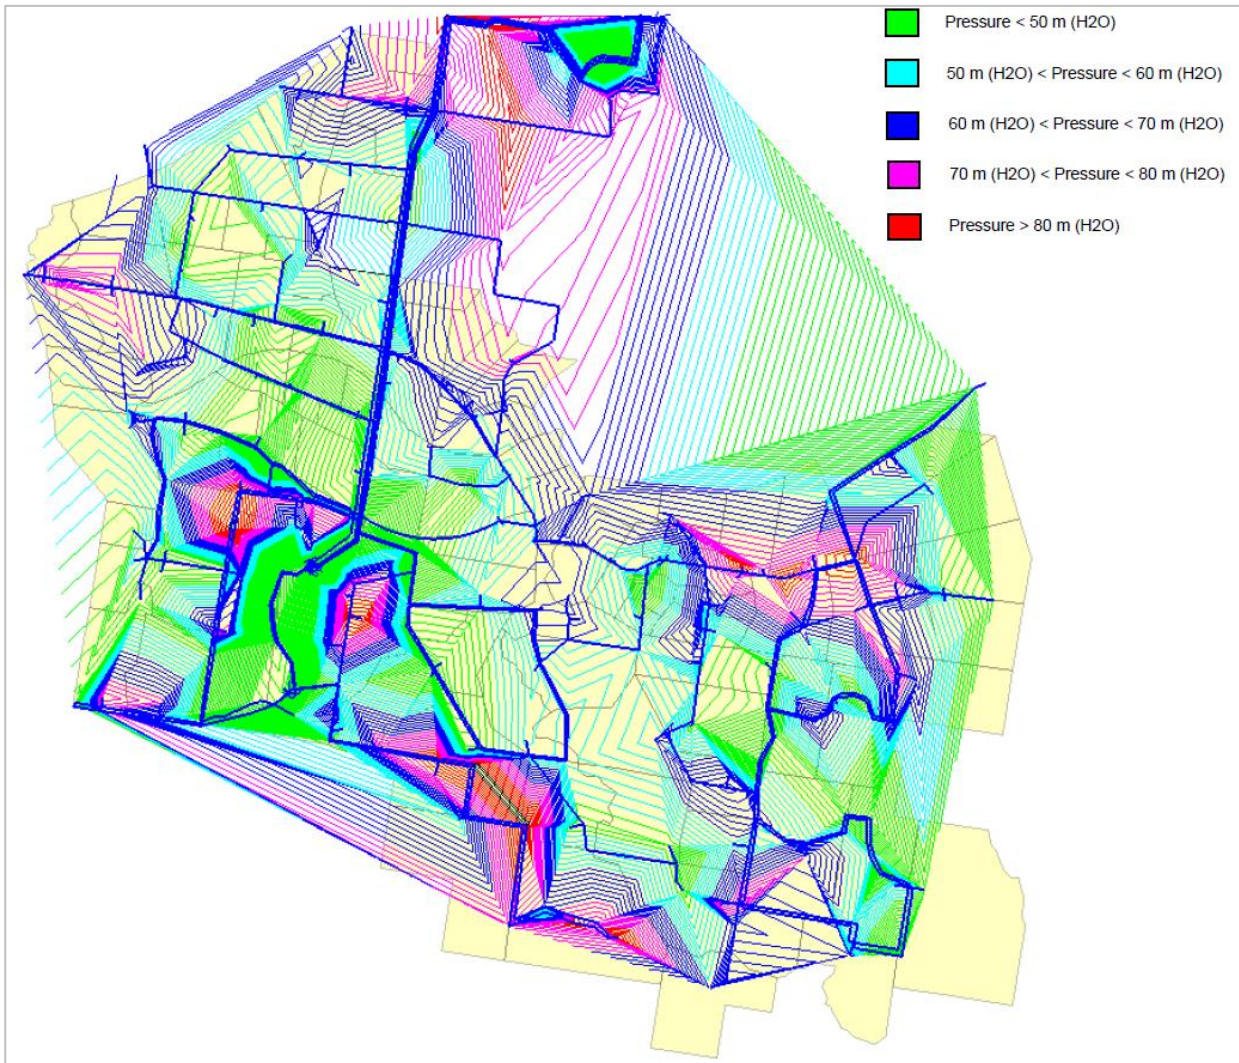 Pressure < 50 m (H2O)
50 m (H2O) < Pressure < 60 m (H2O)
60 m (H2O) < Pressure < 70 m (H2O)
70 m (H2O) < Pressure < 80 m (H2O)
Pressure > 80 m (H2O)